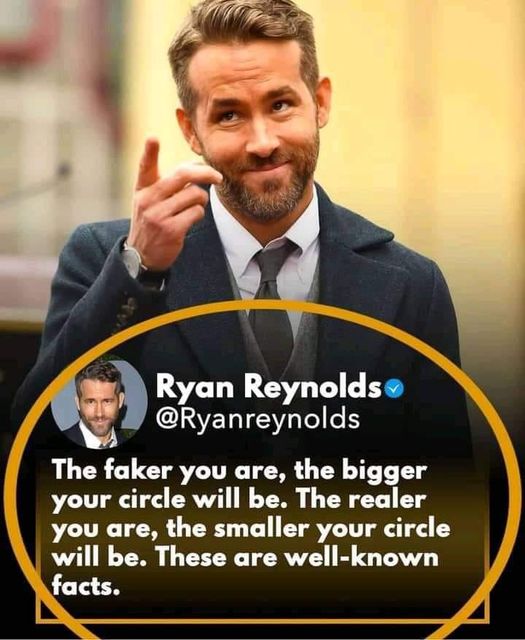 Ryan Reynolds
@Ryanreynolds
The faker you are, the bigger
your circle will be. The realer
you are, the smaller your circle
will be. These are well-known
facts.